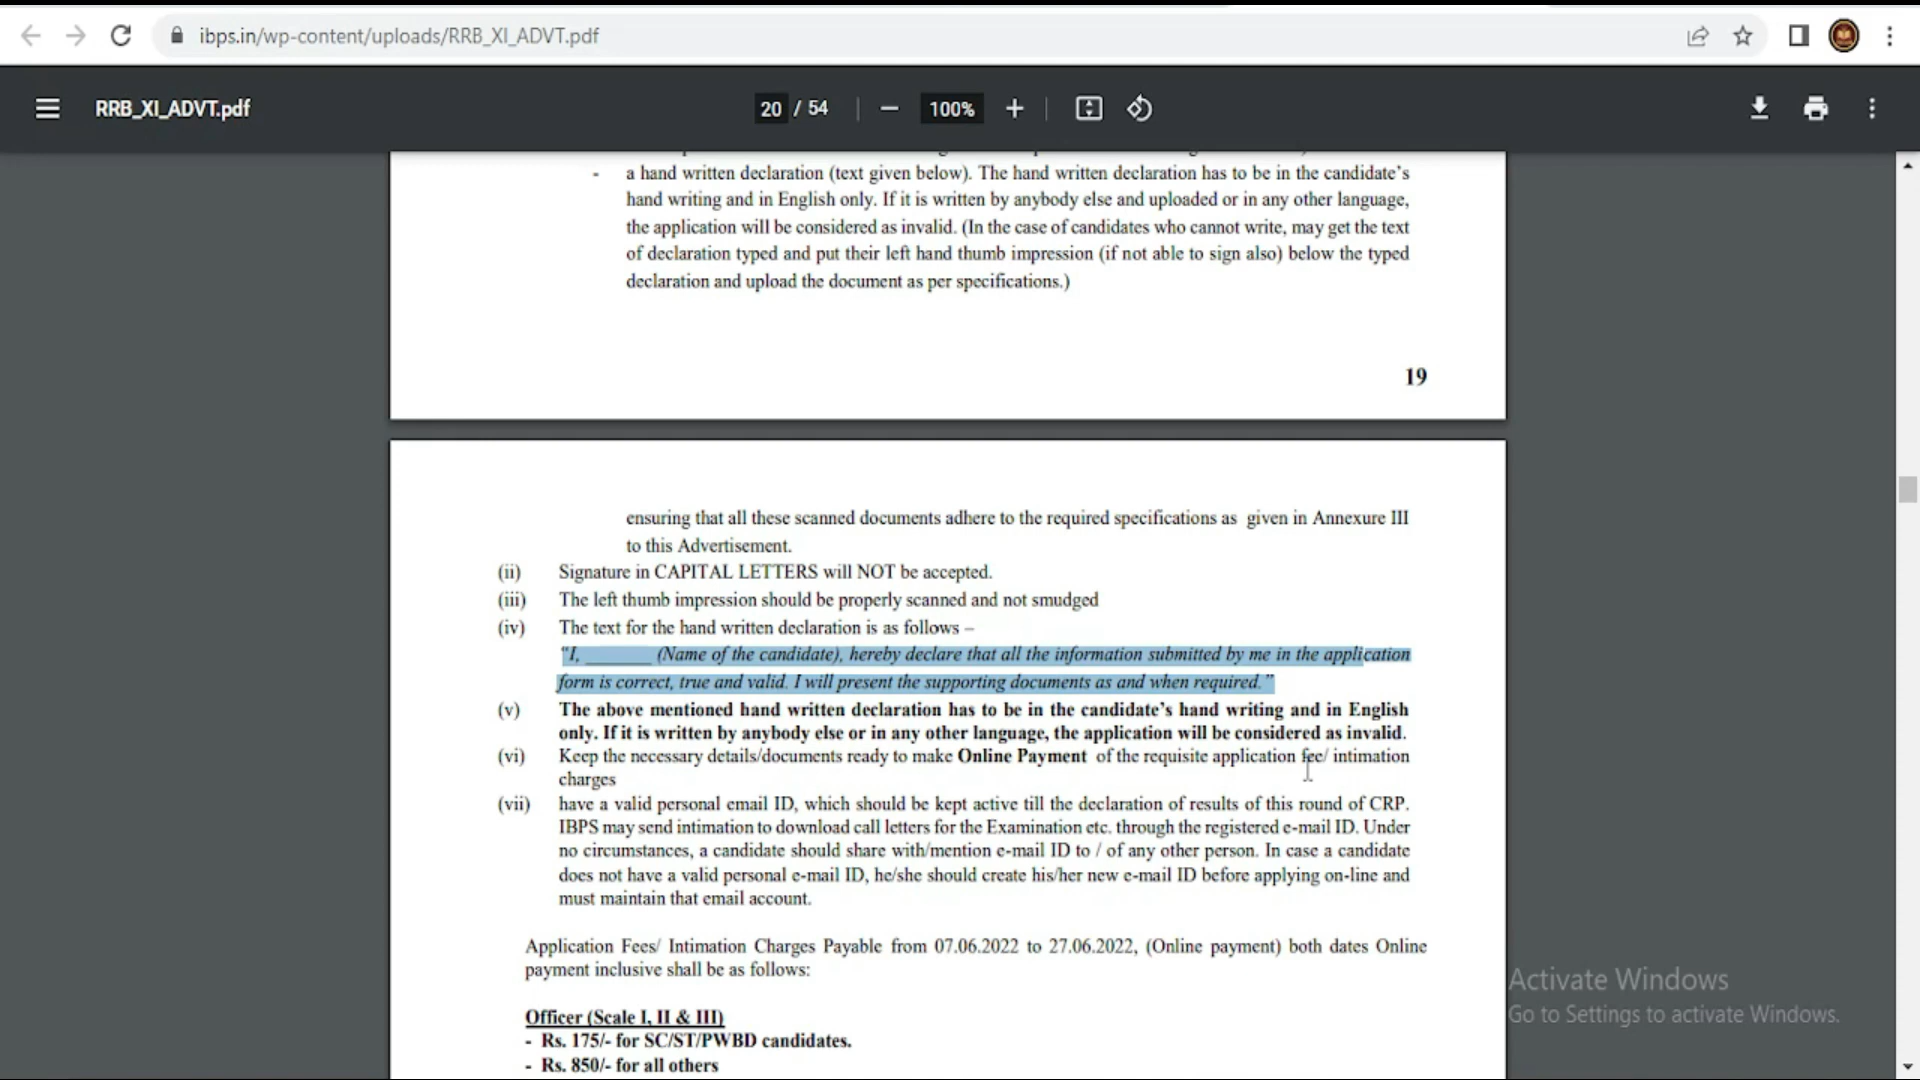 ibps.in/wp-content/uploads/RRB_XI_ADVT.pdf
RRB_XI_ADVT.pdf
20 / 54
100%
- a hand written declaration (text given below). The hand written declaration has to be in the candidate’s
hand writing and in English only. If it is written by anybody else and uploaded or in any other language,
the application will be considered as invalid. (In the case of candidates who cannot write, may get the text
of declaration typed and put their left hand thumb impression (if not able to sign also) below the typed
declaration and upload the document as per specifications.)
19
ensuring that all these scanned documents adhere to the required specifications as given in Annexure III
to this Advertisement.
(ii) Signature in CAPITAL LETTERS will NOT be accepted.
(iii) The left thumb impression should be properly scanned and not smudged
(iv) The text for the hand written declaration is as follows –
“I, _______ (Name of the candidate), hereby declare that all the information submitted by me in the application
form is correct, true and valid. I will present the supporting documents as and when required.”
(v) The above mentioned hand written declaration has to be in the candidate’s hand writing and in English
only. If it is written by anybody else or in any other language, the application will be considered as invalid.
(vi) Keep the necessary details/documents ready to make Online Payment of the requisite application fee/ intimation
charges
(vii) have a valid personal email ID, which should be kept active till the declaration of results of this round of CRP.
IBPS may send intimation to download call letters for the Examination etc. through the registered e-mail ID. Under
no circumstances, a candidate should share with/mention e-mail ID to / of any other person. In case a candidate
does not have a valid personal e-mail ID, he/she should create his/her new e-mail ID before applying on-line and
must maintain that email account.
Application Fees/ Intimation Charges Payable from 07.06.2022 to 27.06.2022, (Online payment) both dates Online
payment inclusive shall be as follows:
Officer (Scale I, II & III)
- Rs. 175/- for SC/ST/PWBD candidates.
- Rs. 850/- for all others
Activate Windows
Go to Settings to activate Windows.